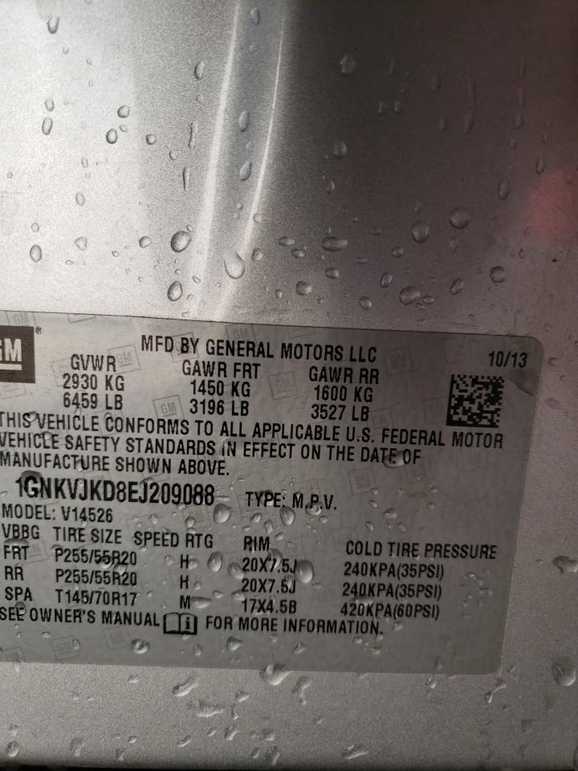 GM ®
MFD BY GENERAL MOTORS LLC 10/13
GVWR GAWR FRT GAWR RR
2930 KG 1450 KG 1600 KG
6459 LB 3196 LB 3527 LB
THIS VEHICLE CONFORMS TO ALL APPLICABLE U.S. FEDERAL MOTOR
VEHICLE SAFETY STANDARDS IN EFFECT ON THE DATE OF
MANUFACTURE SHOWN ABOVE.
1GNKVJKD8EJ209088 TYPE: M.P.V.
MODEL: V14526
VBBG TIRE SIZE SPEED RTG RIM COLD TIRE PRESSURE
FRT P255/55R20 H 20X7.5J 240KPA(35PSI)
RR P255/55R20 H 20X7.5J 240KPA(35PSI)
SPA T145/70R17 M 17X4.5B 420KPA(60PSI)
SEE OWNER'S MANUAL FOR MORE INFORMATION.